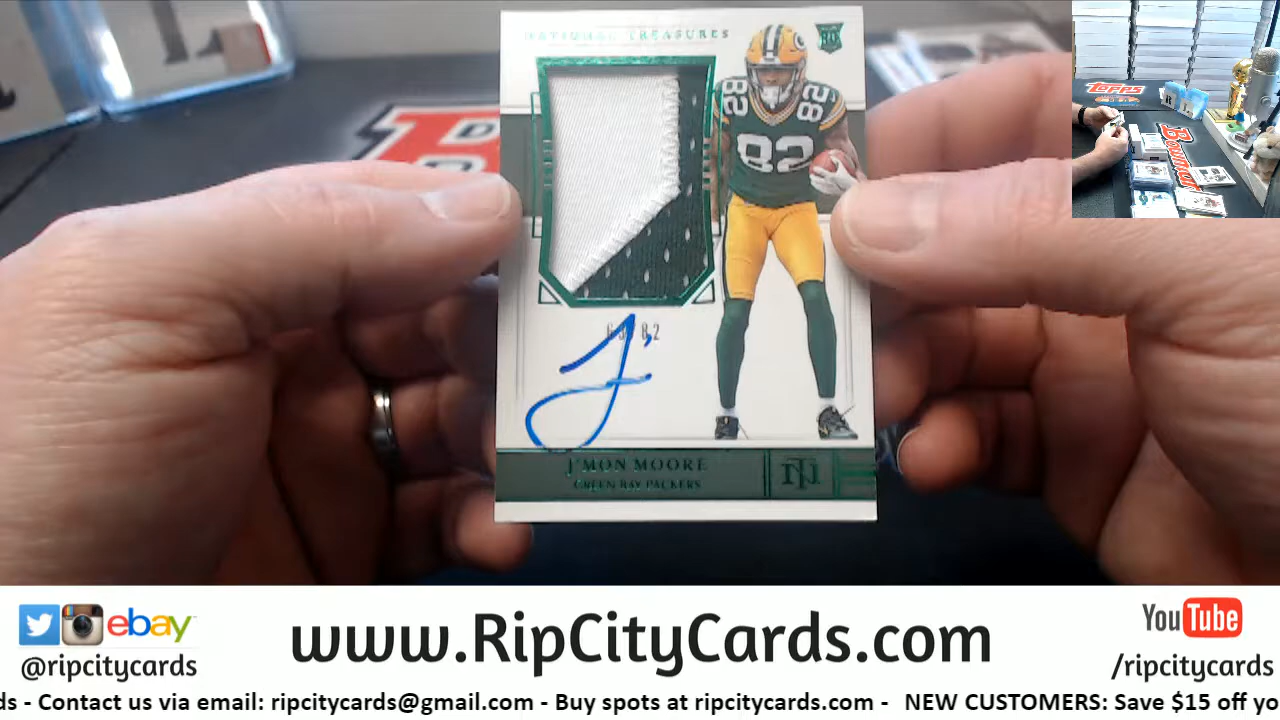 NATIONAL TREASURES
RC
82 82
82
J'MON MOORE
GREEN BAY PACKERS
NT
Topps
Bowman
ebay
@ripcitycards
www.RipCityCards.com
YouTube
/ripcitycards
ds - Contact us via email: ripcitycards@gmail.com - Buy spots at ripcitycards.com - NEW CUSTOMERS: Save $15 off yo